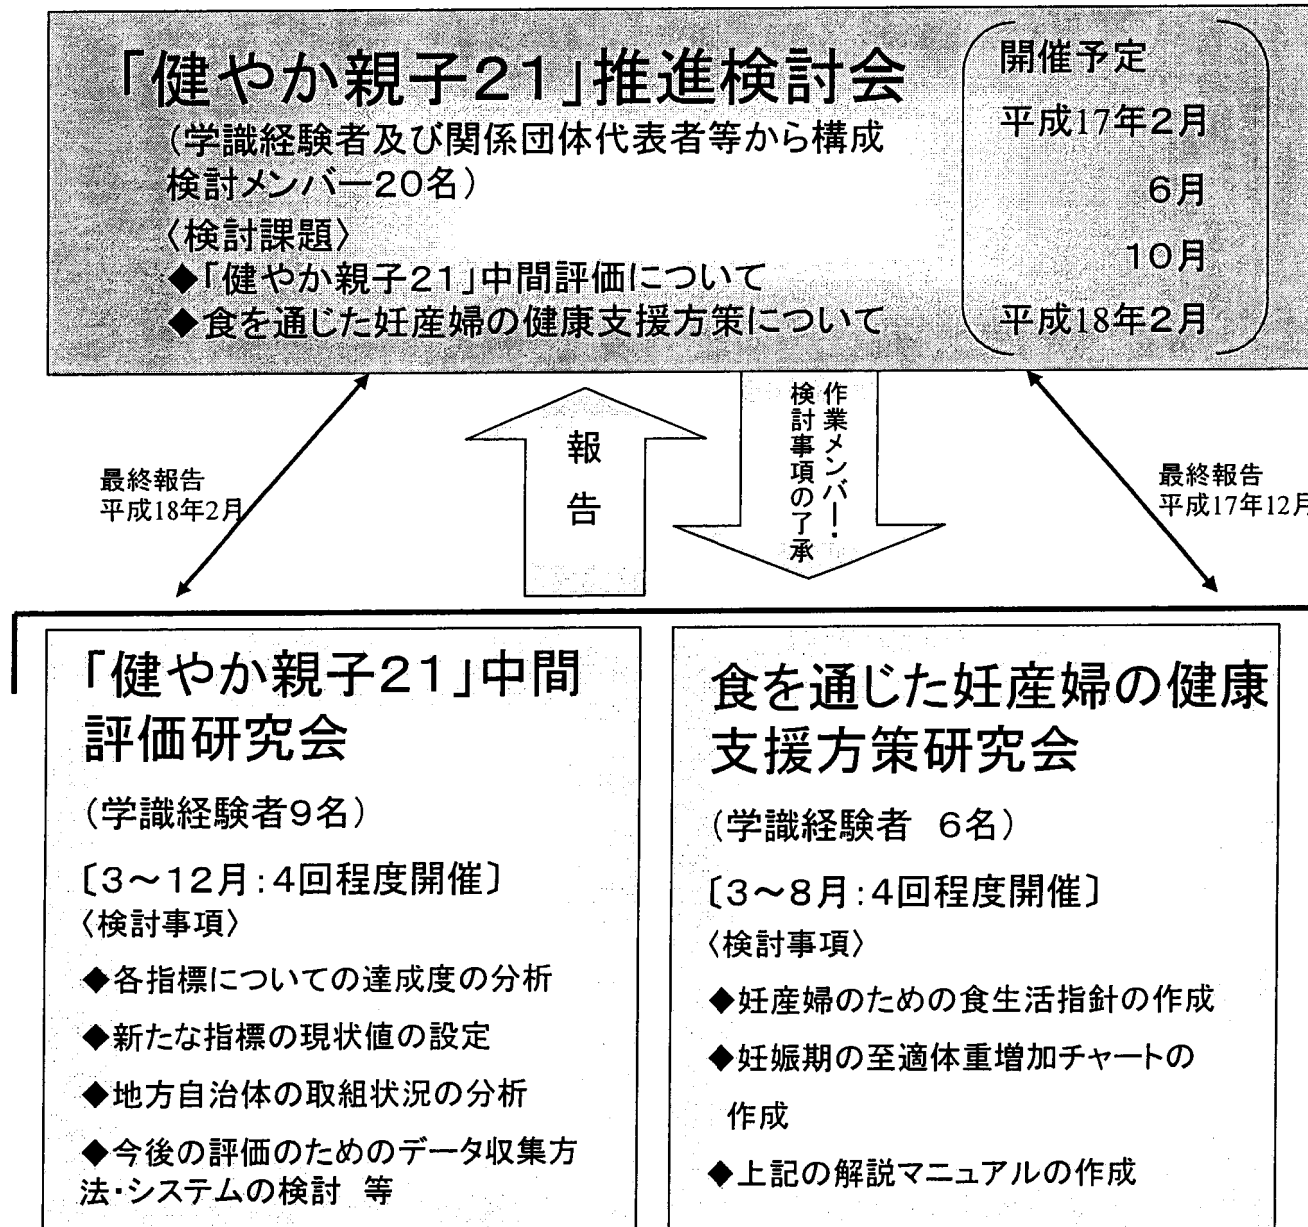 「健やか親子21」推進検討会
(学識経験者及び関係団体代表者等から構成
検討メンバー20名)
〈検討課題〉
◆「健やか親子21」中間評価について
◆食を通じた妊産婦の健康支援方策について
開催予定
平成17年2月
6月
10月
平成18年2月
最終報告
平成18年2月
報告
作業メンバー・
検討事項の了承
最終報告
平成17年12月
「健やか親子21」中間
評価研究会
(学識経験者9名)
〔3～12月:4回程度開催〕
〈検討事項〉
◆各指標についての達成度の分析
◆新たな指標の現状値の設定
◆地方自治体の取組状況の分析
◆今後の評価のためのデータ収集方
法・システムの検討 等
食を通じた妊産婦の健康
支援方策研究会
(学識経験者 6名)
〔3～8月:4回程度開催〕
〈検討事項〉
◆妊産婦のための食生活指針の作成
◆妊娠期の至適体重増加チャートの
作成
◆上記の解説マニュアルの作成